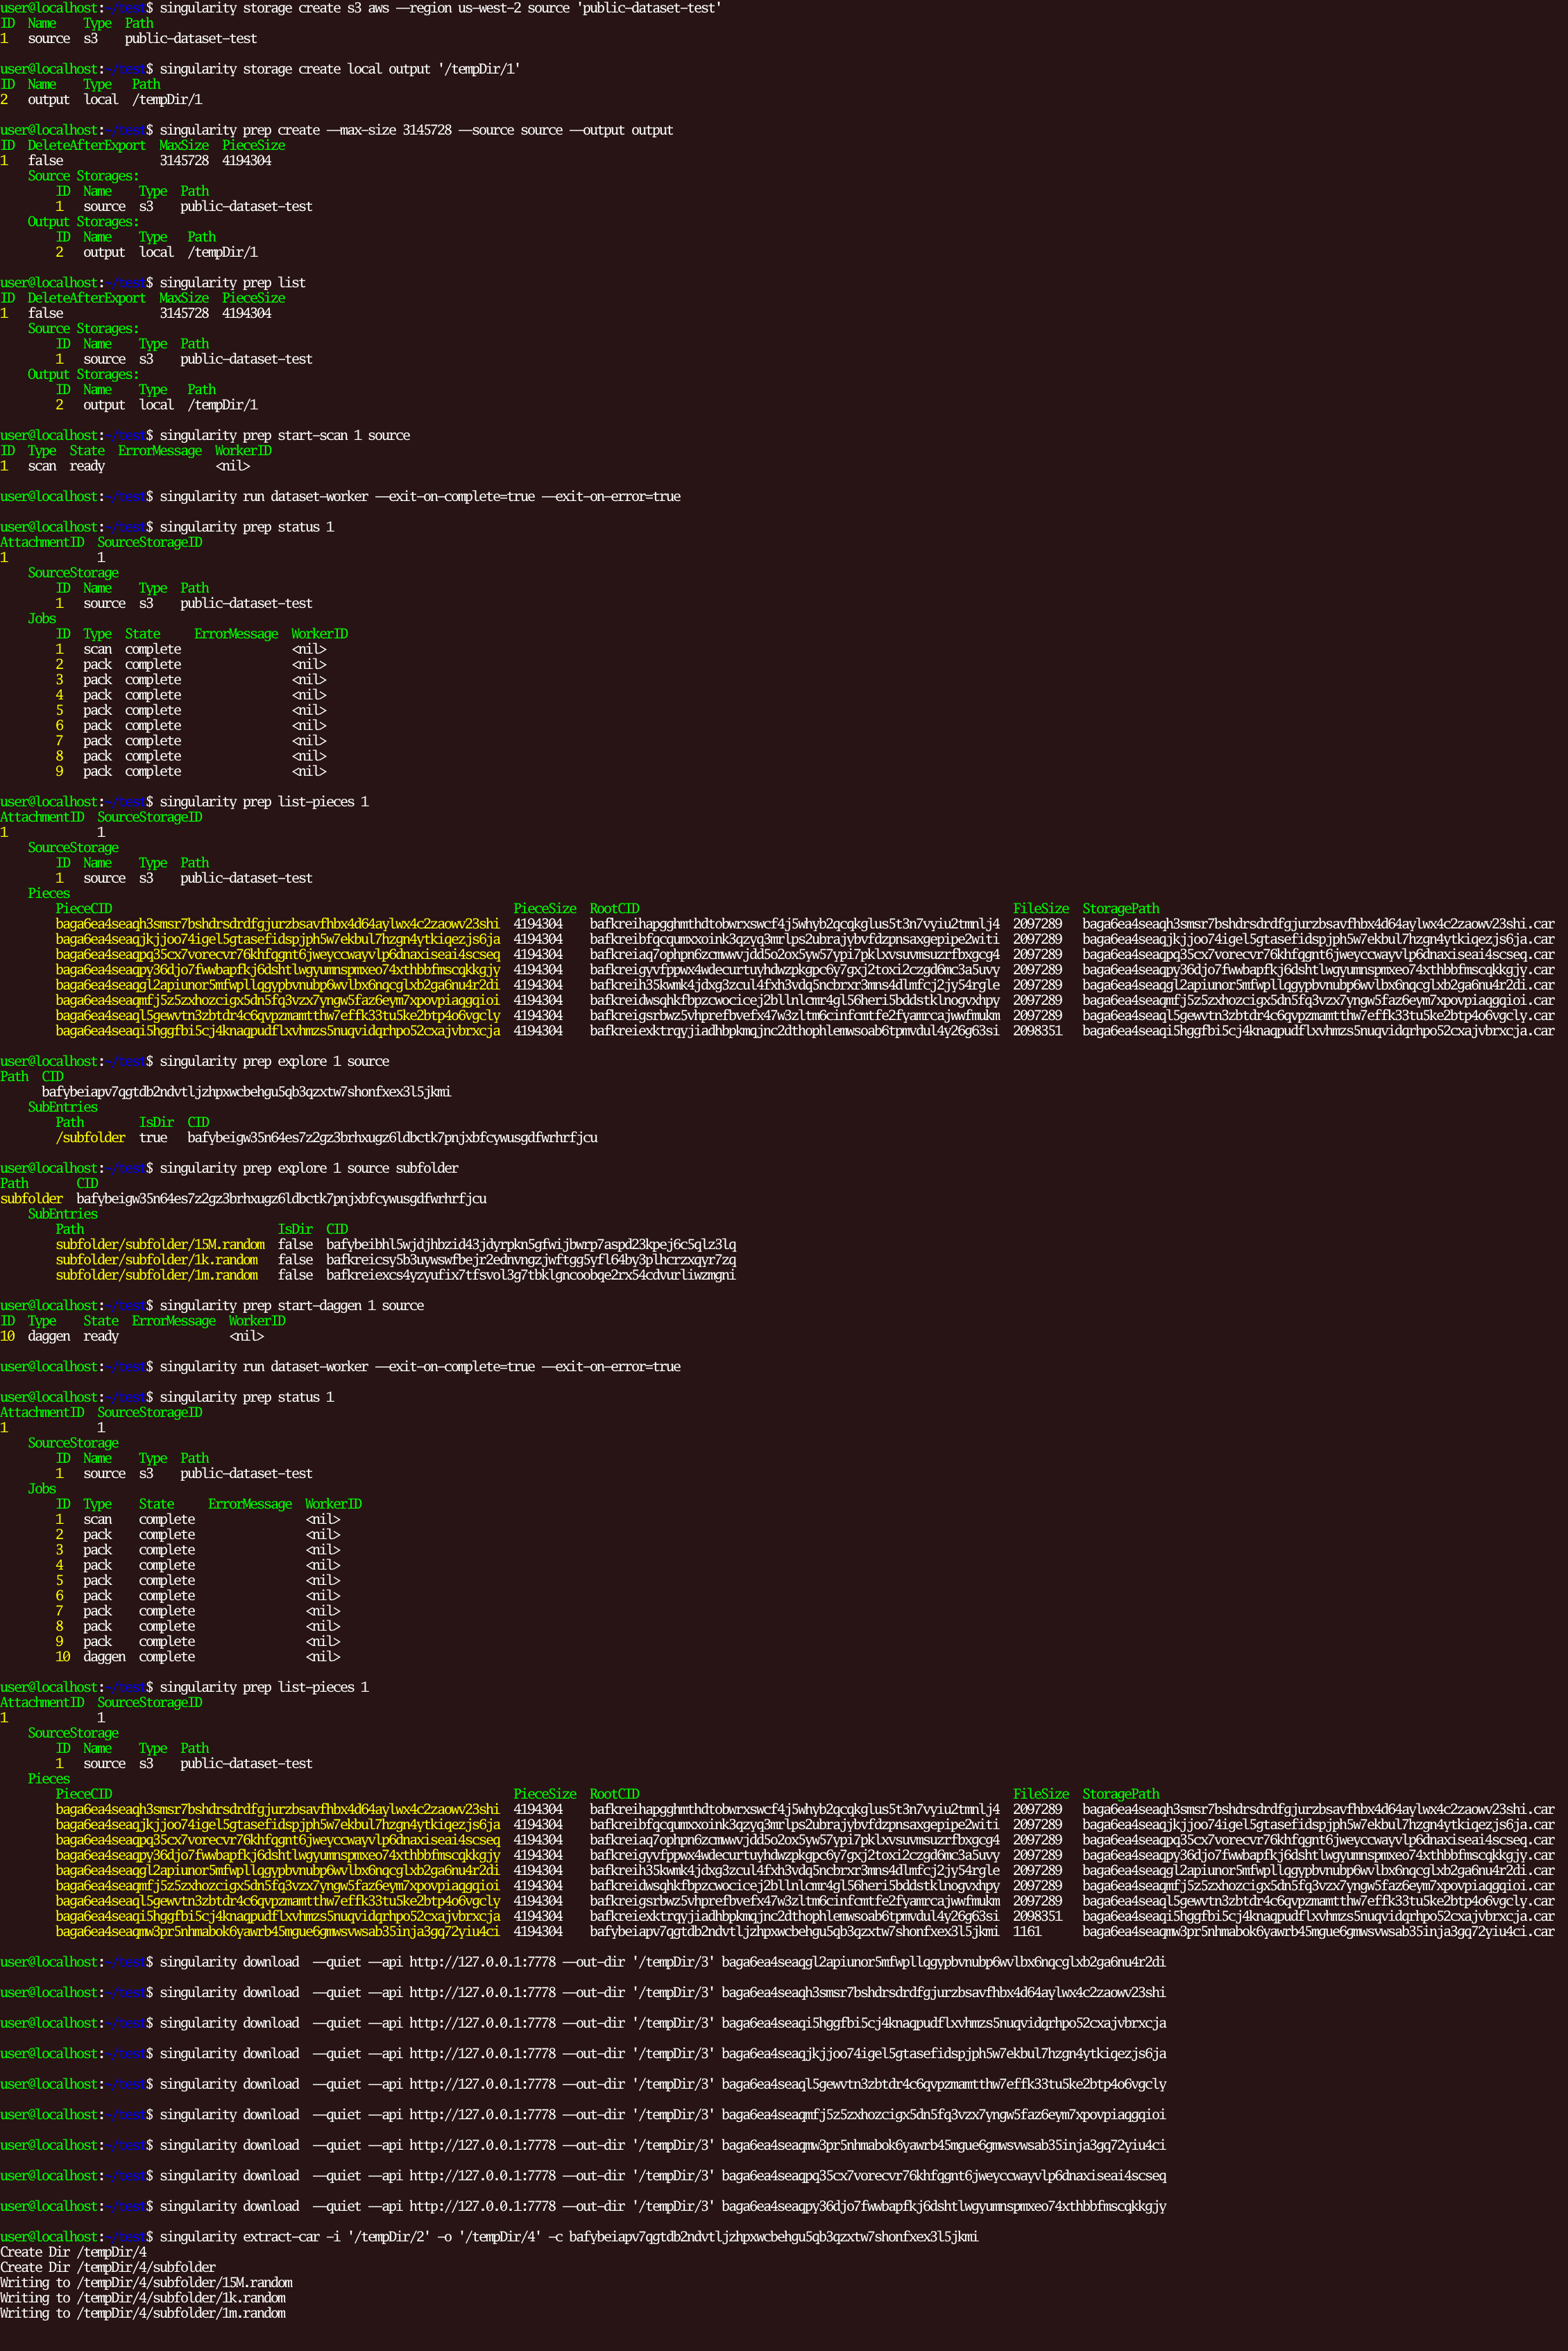 user@localhost:~/test$ singularity storage create s3 aws --region us-west-2 source 'public-dataset-test'
ID  Name    Type  Path
1   source  s3    public-dataset-test
user@localhost:~/test$ singularity storage create local output '/tempDir/1'
ID  Name    Type   Path
2   output  local  /tempDir/1
user@localhost:~/test$ singularity prep create --max-size 3145728 --source source --output output
ID  DeleteAfterExport  MaxSize  PieceSize
1   false              3145728  4194304
    Source Storages:
        ID  Name    Type  Path
        1   source  s3    public-dataset-test
    Output Storages:
        ID  Name    Type   Path
        2   output  local  /tempDir/1
user@localhost:~/test$ singularity prep list
ID  DeleteAfterExport  MaxSize  PieceSize
1   false              3145728  4194304
    Source Storages:
        ID  Name    Type  Path
        1   source  s3    public-dataset-test
    Output Storages:
        ID  Name    Type   Path
        2   output  local  /tempDir/1
user@localhost:~/test$ singularity prep start-scan 1 source
ID  Type  State  ErrorMessage  WorkerID
1   scan  ready                <nil>
user@localhost:~/test$ singularity run dataset-worker --exit-on-complete=true --exit-on-error=true
user@localhost:~/test$ singularity prep status 1
AttachmentID  SourceStorageID
1             1
    SourceStorage
        ID  Name    Type  Path
        1   source  s3    public-dataset-test
    Jobs
        ID  Type  State     ErrorMessage  WorkerID
        1   scan  complete                <nil>
        2   pack  complete                <nil>
        3   pack  complete                <nil>
        4   pack  complete                <nil>
        5   pack  complete                <nil>
        6   pack  complete                <nil>
        7   pack  complete                <nil>
        8   pack  complete                <nil>
        9   pack  complete                <nil>
user@localhost:~/test$ singularity prep list-pieces 1
AttachmentID  SourceStorageID
1             1
    SourceStorage
        ID  Name    Type  Path
        1   source  s3    public-dataset-test
    Pieces
        PieceCID  PieceSize  RootCID  FileSize  StoragePath
        baga6ea4seaqh3smsr7bshdrsdrdfgjurzbsavfhbx4d64aylwx4c2zaowv23shi  4194304  bafkreihapgghmthdtobwrxswcf4j5whyb2qcqkglus5t3n7vyiu2tmnlj4  2097289  baga6ea4seaqh3smsr7bshdrsdrdfgjurzbsavfhbx4d64aylwx4c2zaowv23shi.car
        baga6ea4seaqjkjjoo74igel5gtasefidspjph5w7ekbul7hzgn4ytkiqezjs6ja  4194304  bafkreibfqcqumxxoink3qzyq3mrlps2ubrajybvfdzpnsaxgepipe2witi  2097289  baga6ea4seaqjkjjoo74igel5gtasefidspjph5w7ekbul7hzgn4ytkiqezjs6ja.car
        baga6ea4seaqpq35cx7vorecvr76khfqgnt6jweyccwayvlp6dnaxiseai4scseq  4194304  bafkreiaq7ophpn6zcmwwvjdd5o2ox5yw57ypi7pklxvsuvmsuzrfbxgcg4  2097289  baga6ea4seaqpq35cx7vorecvr76khfqgnt6jweyccwayvlp6dnaxiseai4scseq.car
        baga6ea4seaqpy36djo7fwwbapfkj6dshtlwgyumnspmxeo74xthbbfmscqkkgjy  4194304  bafkreigyvfppwx4wdecurtuyhdwzpkgpc6y7gxj2toxi2czgd6mc3a5uvy  2097289  baga6ea4seaqpy36djo7fwwbapfkj6dshtlwgyumnspmxeo74xthbbfmscqkkgjy.car
        baga6ea4seaqgl2apiunor5mfwpllqgypbvnubp6wvlbx6nqcglxb2ga6nu4r2di  4194304  bafkreih35kwmk4jdxg3zcul4fxh3vdq5ncbrxr3mns4dlmfcj2jy54rgle  2097289  baga6ea4seaqgl2apiunor5mfwpllqgypbvnubp6wvlbx6nqcglxb2ga6nu4r2di.car
        baga6ea4seaqmfj5z5zxhozcigx5dn5fq3vzx7yngw5faz6eym7xpovpiaqgqioi  4194304  bafkreidwsqhkfbpzcwocicej2bllnlcmr4gl56heri5bddstklnogvxhpy  2097289  baga6ea4seaqmfj5z5zxhozcigx5dn5fq3vzx7yngw5faz6eym7xpovpiaqgqioi.car
        baga6ea4seaql5gewvtn3zbtdr4c6qvpzmamtthw7effk33tu5ke2btp4o6vgcly  4194304  bafkreigsrbwz5vhprefbvefx47w3zltm6cinfcmtfe2fyamrcajwwfmukm  2097289  baga6ea4seaql5gewvtn3zbtdr4c6qvpzmamtthw7effk33tu5ke2btp4o6vgcly.car
        baga6ea4seaqi5hggfbi5cj4knaqpudflxvhmzs5nuqvidqrhpo52cxajvbrxcja  4194304  bafkreiexktrqyjiadhbpkmqjnc2dthophlemwsoab6tpmvdul4y26g63si  2098351  baga6ea4seaqi5hggfbi5cj4knaqpudflxvhmzs5nuqvidqrhpo52cxajvbrxcja.car
user@localhost:~/test$ singularity prep explore 1 source
Path  CID
      bafybeiapv7qgtdb2ndvtljzhpxwcbehgu5qb3qzxtw7shonfxex3l5jkmi
    SubEntries
        Path        IsDir  CID
        /subfolder  true   bafybeigw35n64es7z2gz3brhxugz6ldbctk7pnjxbfcywusgdfwrhrfjcu
user@localhost:~/test$ singularity prep explore 1 source subfolder
Path       CID
subfolder  bafybeigw35n64es7z2gz3brhxugz6ldbctk7pnjxbfcywusgdfwrhrfjcu
    SubEntries
        Path                            IsDir  CID
        subfolder/subfolder/15M.random  false  bafybeibhl5wjdjhbzid43jdyrpkn5gfwijbwrp7aspd23kpej6c5qlz3lq
        subfolder/subfolder/1k.random   false  bafkreicsy5b3uywswfbejr2ednvngzjwftgg5yfl64by3plhcrzxqyr7zq
        subfolder/subfolder/1m.random   false  bafkreiexcs4yzyufix7tfsvol3g7tbklgncoobqe2rx54cdvurliwzmgni
user@localhost:~/test$ singularity prep start-daggen 1 source
ID  Type    State  ErrorMessage  WorkerID
10  daggen  ready                <nil>
user@localhost:~/test$ singularity run dataset-worker --exit-on-complete=true --exit-on-error=true
user@localhost:~/test$ singularity prep status 1
AttachmentID  SourceStorageID
1             1
    SourceStorage
        ID  Name    Type  Path
        1   source  s3    public-dataset-test
    Jobs
        ID  Type    State     ErrorMessage  WorkerID
        1   scan    complete                <nil>
        2   pack    complete                <nil>
        3   pack    complete                <nil>
        4   pack    complete                <nil>
        5   pack    complete                <nil>
        6   pack    complete                <nil>
        7   pack    complete                <nil>
        8   pack    complete                <nil>
        9   pack    complete                <nil>
        10  daggen  complete                <nil>
user@localhost:~/test$ singularity prep list-pieces 1
AttachmentID  SourceStorageID
1             1
    SourceStorage
        ID  Name    Type  Path
        1   source  s3    public-dataset-test
    Pieces
        PieceCID  PieceSize  RootCID  FileSize  StoragePath
        baga6ea4seaqh3smsr7bshdrsdrdfgjurzbsavfhbx4d64aylwx4c2zaowv23shi  4194304  bafkreihapgghmthdtobwrxswcf4j5whyb2qcqkglus5t3n7vyiu2tmnlj4  2097289  baga6ea4seaqh3smsr7bshdrsdrdfgjurzbsavfhbx4d64aylwx4c2zaowv23shi.car
        baga6ea4seaqjkjjoo74igel5gtasefidspjph5w7ekbul7hzgn4ytkiqezjs6ja  4194304  bafkreibfqcqumxxoink3qzyq3mrlps2ubrajybvfdzpnsaxgepipe2witi  2097289  baga6ea4seaqjkjjoo74igel5gtasefidspjph5w7ekbul7hzgn4ytkiqezjs6ja.car
        baga6ea4seaqpq35cx7vorecvr76khfqgnt6jweyccwayvlp6dnaxiseai4scseq  4194304  bafkreiaq7ophpn6zcmwwvjdd5o2ox5yw57ypi7pklxvsuvmsuzrfbxgcg4  2097289  baga6ea4seaqpq35cx7vorecvr76khfqgnt6jweyccwayvlp6dnaxiseai4scseq.car
        baga6ea4seaqpy36djo7fwwbapfkj6dshtlwgyumnspmxeo74xthbbfmscqkkgjy  4194304  bafkreigyvfppwx4wdecurtuyhdwzpkgpc6y7gxj2toxi2czgd6mc3a5uvy  2097289  baga6ea4seaqpy36djo7fwwbapfkj6dshtlwgyumnspmxeo74xthbbfmscqkkgjy.car
        baga6ea4seaqgl2apiunor5mfwpllqgypbvnubp6wvlbx6nqcglxb2ga6nu4r2di  4194304  bafkreih35kwmk4jdxg3zcul4fxh3vdq5ncbrxr3mns4dlmfcj2jy54rgle  2097289  baga6ea4seaqgl2apiunor5mfwpllqgypbvnubp6wvlbx6nqcglxb2ga6nu4r2di.car
        baga6ea4seaqmfj5z5zxhozcigx5dn5fq3vzx7yngw5faz6eym7xpovpiaqgqioi  4194304  bafkreidwsqhkfbpzcwocicej2bllnlcmr4gl56heri5bddstklnogvxhpy  2097289  baga6ea4seaqmfj5z5zxhozcigx5dn5fq3vzx7yngw5faz6eym7xpovpiaqgqioi.car
        baga6ea4seaql5gewvtn3zbtdr4c6qvpzmamtthw7effk33tu5ke2btp4o6vgcly  4194304  bafkreigsrbwz5vhprefbvefx47w3zltm6cinfcmtfe2fyamrcajwwfmukm  2097289  baga6ea4seaql5gewvtn3zbtdr4c6qvpzmamtthw7effk33tu5ke2btp4o6vgcly.car
        baga6ea4seaqi5hggfbi5cj4knaqpudflxvhmzs5nuqvidqrhpo52cxajvbrxcja  4194304  bafkreiexktrqyjiadhbpkmqjnc2dthophlemwsoab6tpmvdul4y26g63si  2098351  baga6ea4seaqi5hggfbi5cj4knaqpudflxvhmzs5nuqvidqrhpo52cxajvbrxcja.car
        baga6ea4seaqmw3pr5nhmabok6yawrb45mgue6gmwsvwsab35inja3gq72yiu4ci  4194304  bafybeiapv7qgtdb2ndvtljzhpxwcbehgu5qb3qzxtw7shonfxex3l5jkmi  1161     baga6ea4seaqmw3pr5nhmabok6yawrb45mgue6gmwsvwsab35inja3gq72yiu4ci.car
user@localhost:~/test$ singularity download  --quiet --api http://127.0.0.1:7778 --out-dir '/tempDir/3' baga6ea4seaqgl2apiunor5mfwpllqgypbvnubp6wvlbx6nqcglxb2ga6nu4r2di
user@localhost:~/test$ singularity download  --quiet --api http://127.0.0.1:7778 --out-dir '/tempDir/3' baga6ea4seaqh3smsr7bshdrsdrdfgjurzbsavfhbx4d64aylwx4c2zaowv23shi
user@localhost:~/test$ singularity download  --quiet --api http://127.0.0.1:7778 --out-dir '/tempDir/3' baga6ea4seaqi5hggfbi5cj4knaqpudflxvhmzs5nuqvidqrhpo52cxajvbrxcja
user@localhost:~/test$ singularity download  --quiet --api http://127.0.0.1:7778 --out-dir '/tempDir/3' baga6ea4seaqjkjjoo74igel5gtasefidspjph5w7ekbul7hzgn4ytkiqezjs6ja
user@localhost:~/test$ singularity download  --quiet --api http://127.0.0.1:7778 --out-dir '/tempDir/3' baga6ea4seaql5gewvtn3zbtdr4c6qvpzmamtthw7effk33tu5ke2btp4o6vgcly
user@localhost:~/test$ singularity download  --quiet --api http://127.0.0.1:7778 --out-dir '/tempDir/3' baga6ea4seaqmfj5z5zxhozcigx5dn5fq3vzx7yngw5faz6eym7xpovpiaqgqioi
user@localhost:~/test$ singularity download  --quiet --api http://127.0.0.1:7778 --out-dir '/tempDir/3' baga6ea4seaqmw3pr5nhmabok6yawrb45mgue6gmwsvwsab35inja3gq72yiu4ci
user@localhost:~/test$ singularity download  --quiet --api http://127.0.0.1:7778 --out-dir '/tempDir/3' baga6ea4seaqpq35cx7vorecvr76khfqgnt6jweyccwayvlp6dnaxiseai4scseq
user@localhost:~/test$ singularity download  --quiet --api http://127.0.0.1:7778 --out-dir '/tempDir/3' baga6ea4seaqpy36djo7fwwbapfkj6dshtlwgyumnspmxeo74xthbbfmscqkkgjy
user@localhost:~/test$ singularity extract-car -i '/tempDir/2' -o '/tempDir/4' -c bafybeiapv7qgtdb2ndvtljzhpxwcbehgu5qb3qzxtw7shonfxex3l5jkmi
Create Dir /tempDir/4
Create Dir /tempDir/4/subfolder
Writing to /tempDir/4/subfolder/15M.random
Writing to /tempDir/4/subfolder/1k.random
Writing to /tempDir/4/subfolder/1m.random